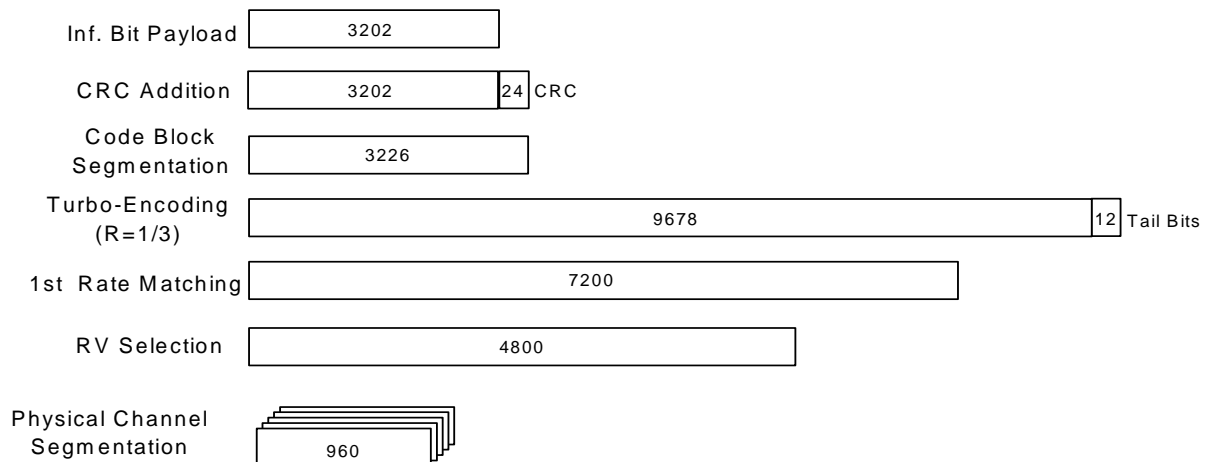 Inf. Bit Payload 3202
CRC Addition 3202 24 CRC
Code Block
Segmentation 3226
Turbo-Encoding
(R=1/3) 9678 12 Tail Bits
1st Rate Matching 7200
RV Selection 4800
Physical Channel
Segmentation 960